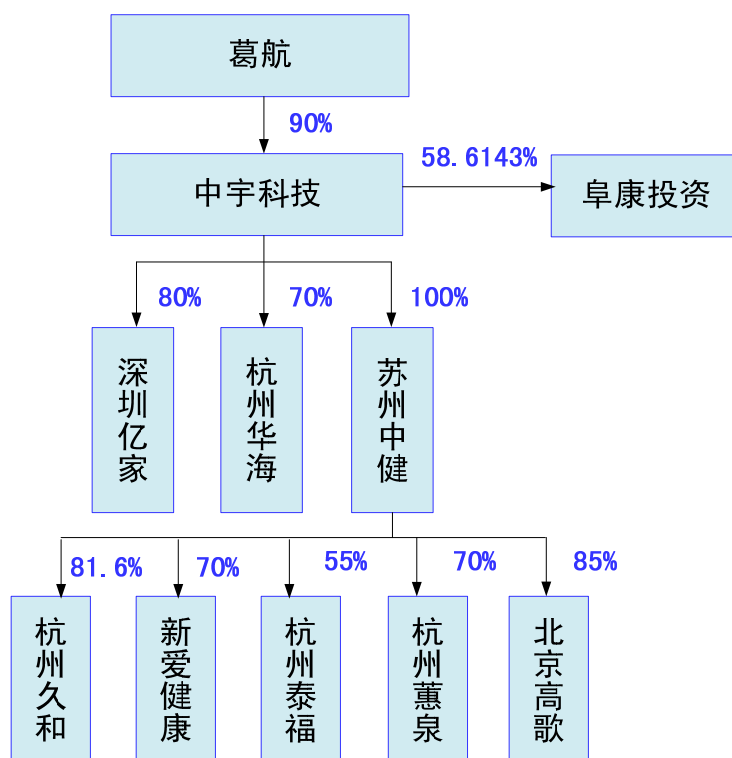 葛航
90%
中宇科技
58.6143%
阜康投资
80%
70%
100%
深圳亿家
杭州华海
苏州中健
81.6%
70%
55%
70%
85%
杭州久和
新爱健康
杭州泰福
杭州蕙泉
北京高歌